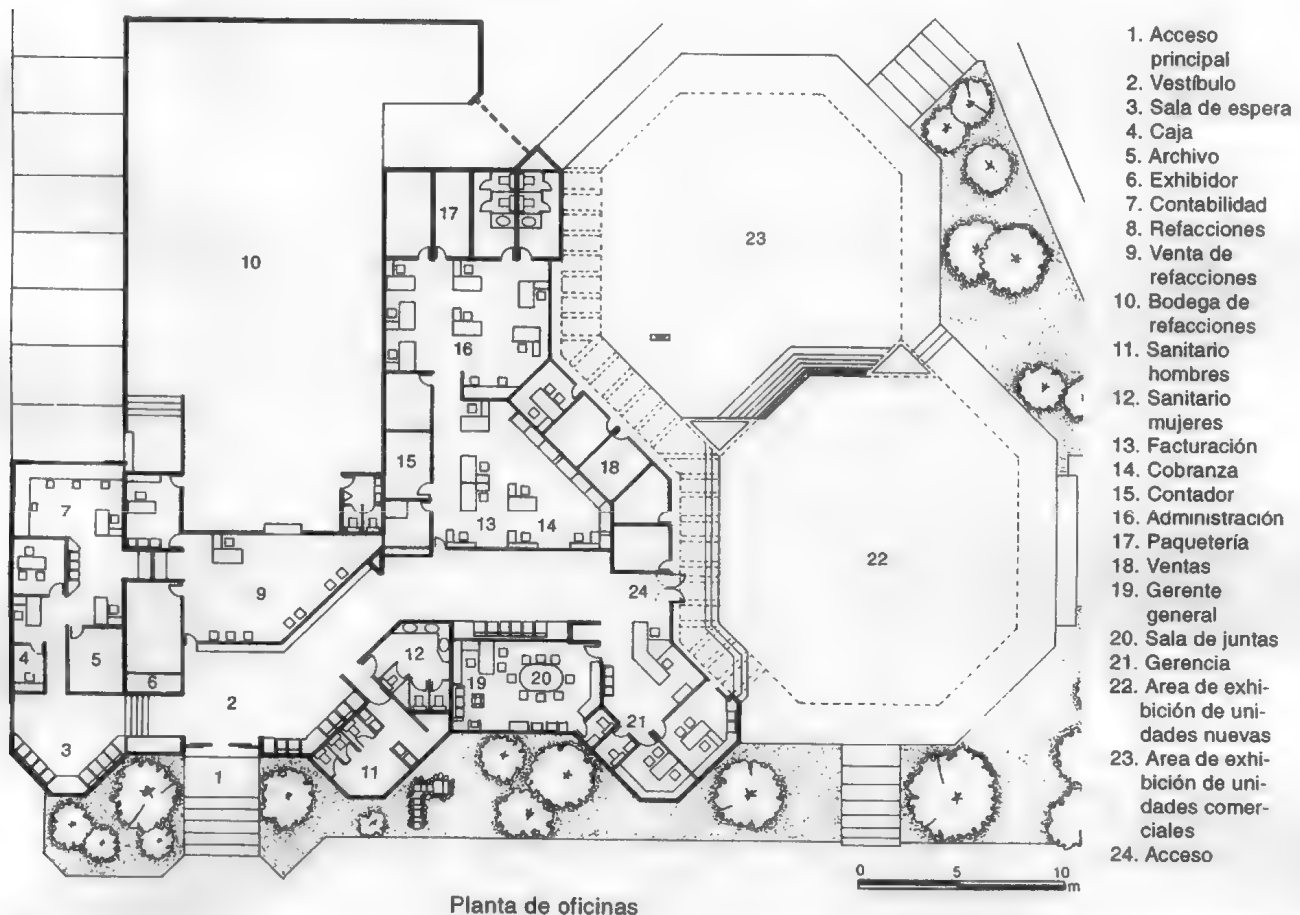 1. Acceso
principal
2. Vestíbulo
3. Sala de espera
4. Caja
5. Archivo
6. Exhibidor
7. Contabilidad
8. Refacciones
9. Venta de
refacciones
10. Bodega de
refacciones
11. Sanitario
hombres
12. Sanitario
mujeres
13. Facturación
14. Cobranza
15. Contador
16. Administración
17. Paquetería
18. Ventas
19. Gerente
general
20. Sala de juntas
21. Gerencia
22. Area de exhi-
bición de uni-
dades nuevas
23. Area de exhi-
bición de uni-
dades comer-
ciales
24. Acceso
17
23
10
16
18
15
7
13
14
22
9
24
4
5
6
12
19
20
2
21
3
1
11
0 5 10
m
Planta de oficinas